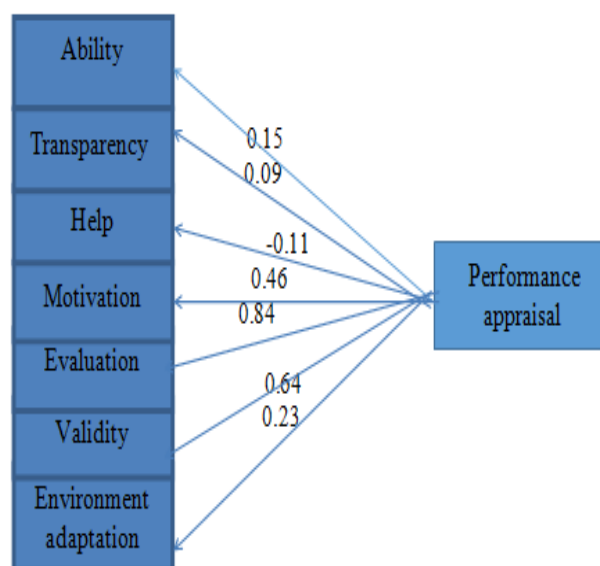 Ability
0.15
Transparency
0.09
Help
-0.11
Motivation
0.46
0.84
Evaluation
0.64
Validity
0.23
Environment
adaptation
Performance
appraisal